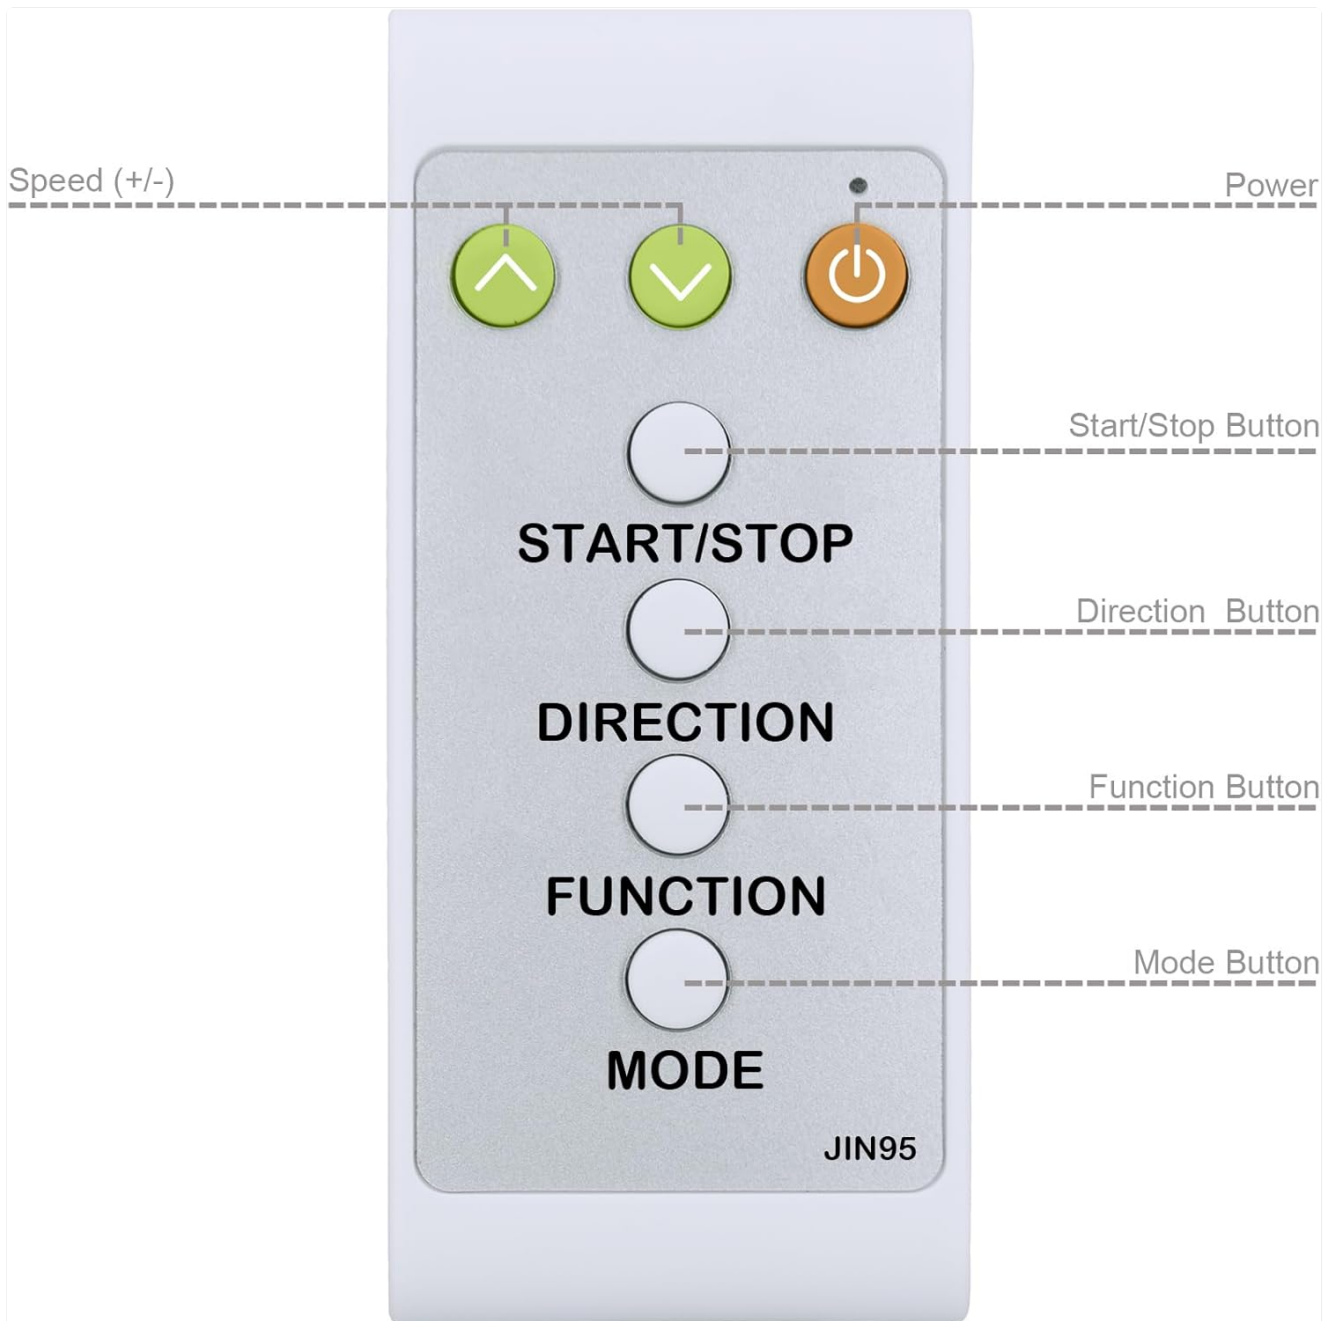 Speed (+/-)
Power
Start/Stop Button
START/STOP
Direction  Button
DIRECTION
Function Button
FUNCTION
Mode Button
MODE
JIN95